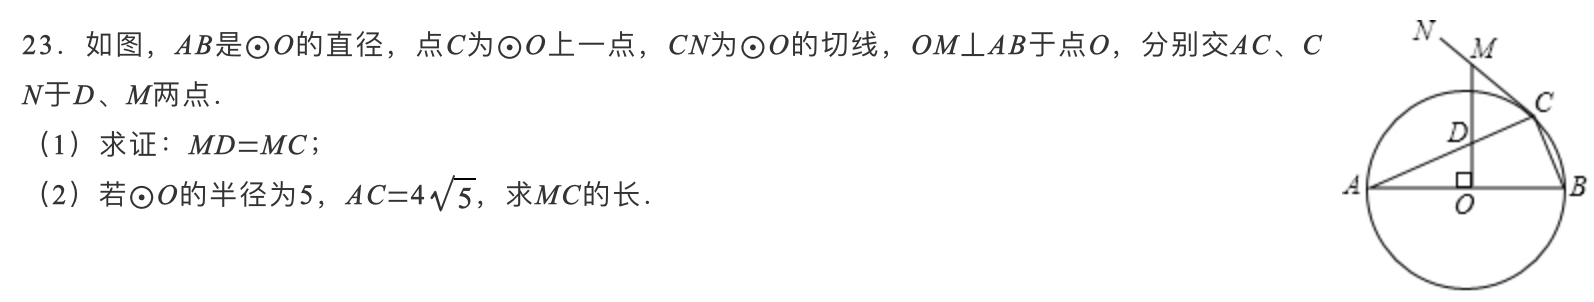 23．如图，AB是⊙O的直径，点C为⊙O上一点，CN为⊙O的切线，OM⊥AB于点O，分别交AC、C
N于D、M两点．
（1）求证：MD=MC；
（2）若⊙O的半径为5，AC=4√5，求MC的长．
N
M
C
D
A
O
B